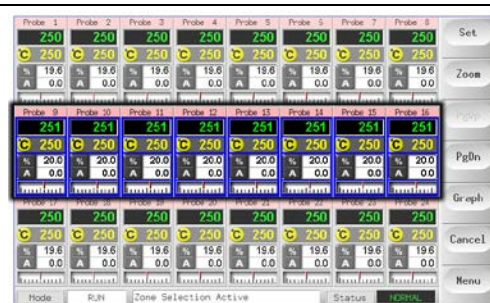 Probe 1 Probe 2 Probe 3 Probe 4 Probe 5 Probe 6 Probe 7 Probe 8
250 250 250 250 250 250 250 250
°C 250 °C 250 °C 250 °C 250 °C 250 °C 250 °C 250 °C 250
% 19.6 % 19.6 % 19.6 % 19.6 % 19.6 % 19.6 % 19.6 % 19.6
A 0.0 A 0.0 A 0.0 A 0.0 A 0.0 A 0.0 A 0.0 A 0.0
Probe 9 Probe 10 Probe 11 Probe 12 Probe 13 Probe 14 Probe 15 Probe 16
251 251 251 251 251 251 251 251
°C 250 °C 250 °C 250 °C 250 °C 250 °C 250 °C 250 °C 250
% 20.0 % 20.0 % 20.0 % 20.0 % 20.0 % 20.0 % 20.0 % 20.0
A 0.0 A 0.0 A 0.0 A 0.0 A 0.0 A 0.0 A 0.0 A 0.0
250 250 250 250 250 250 250 250
°C 250 °C 250 °C 250 °C 250 °C 250 °C 250 °C 250 °C 250
% 19.6 % 19.6 % 19.6 % 19.6 % 19.6 % 19.6 % 19.6 % 19.6
A 0.0 A 0.0 A 0.0 A 0.0 A 0.0 A 0.0 A 0.0 A 0.0
Mode RUN Zone Selection Active Status NORMAL
Set
Zoom
PgUp
PgDn
Graph
Cancel
Menu